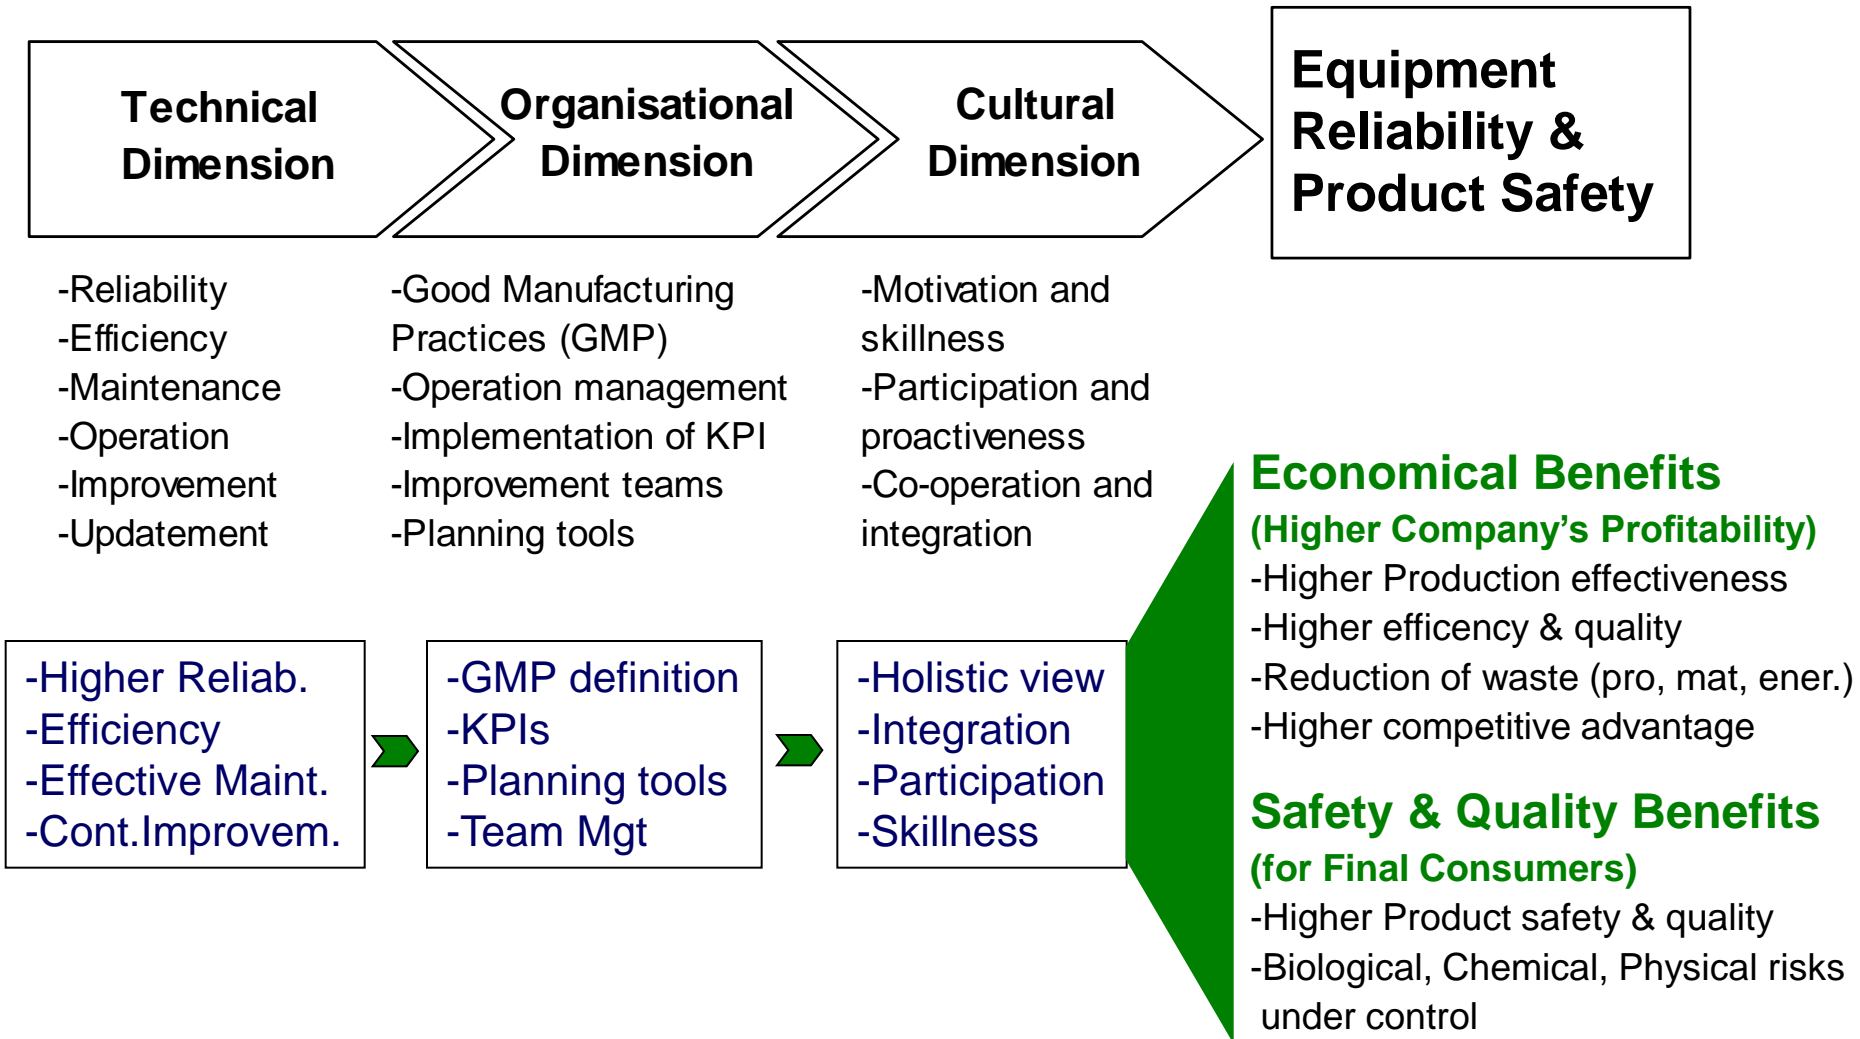 Technical
Dimension
Organisational
Dimension
Cultural
Dimension
Equipment
Reliability &
Product Safety
-Reliability
-Efficiency
-Maintenance
-Operation
-Improvement
-Updatement
-Good Manufacturing
Practices (GMP)
-Operation management
-Implementation of KPI
-Improvement teams
-Planning tools
-Motivation and
skillness
-Participation and
proactiveness
-Co-operation and
integration
-Higher Reliab.
-Efficiency
-Effective Maint.
-Cont.Improvem.
-GMP definition
-KPIs
-Planning tools
-Team Mgt
-Holistic view
-Integration
-Participation
-Skillness
Economical Benefits
(Higher Company’s Profitability)
-Higher Production effectiveness
-Higher efficency & quality
-Reduction of waste (pro, mat, ener.)
-Higher competitive advantage
Safety & Quality Benefits
(for Final Consumers)
-Higher Product safety & quality
-Biological, Chemical, Physical risks
under control